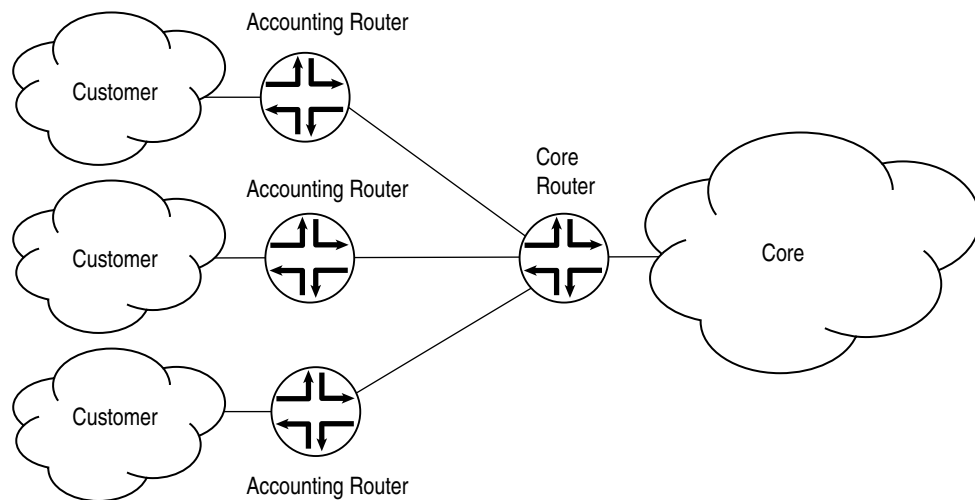 Accounting Router
Customer
Accounting Router
Customer
Core
Router
Core
Customer
Accounting Router